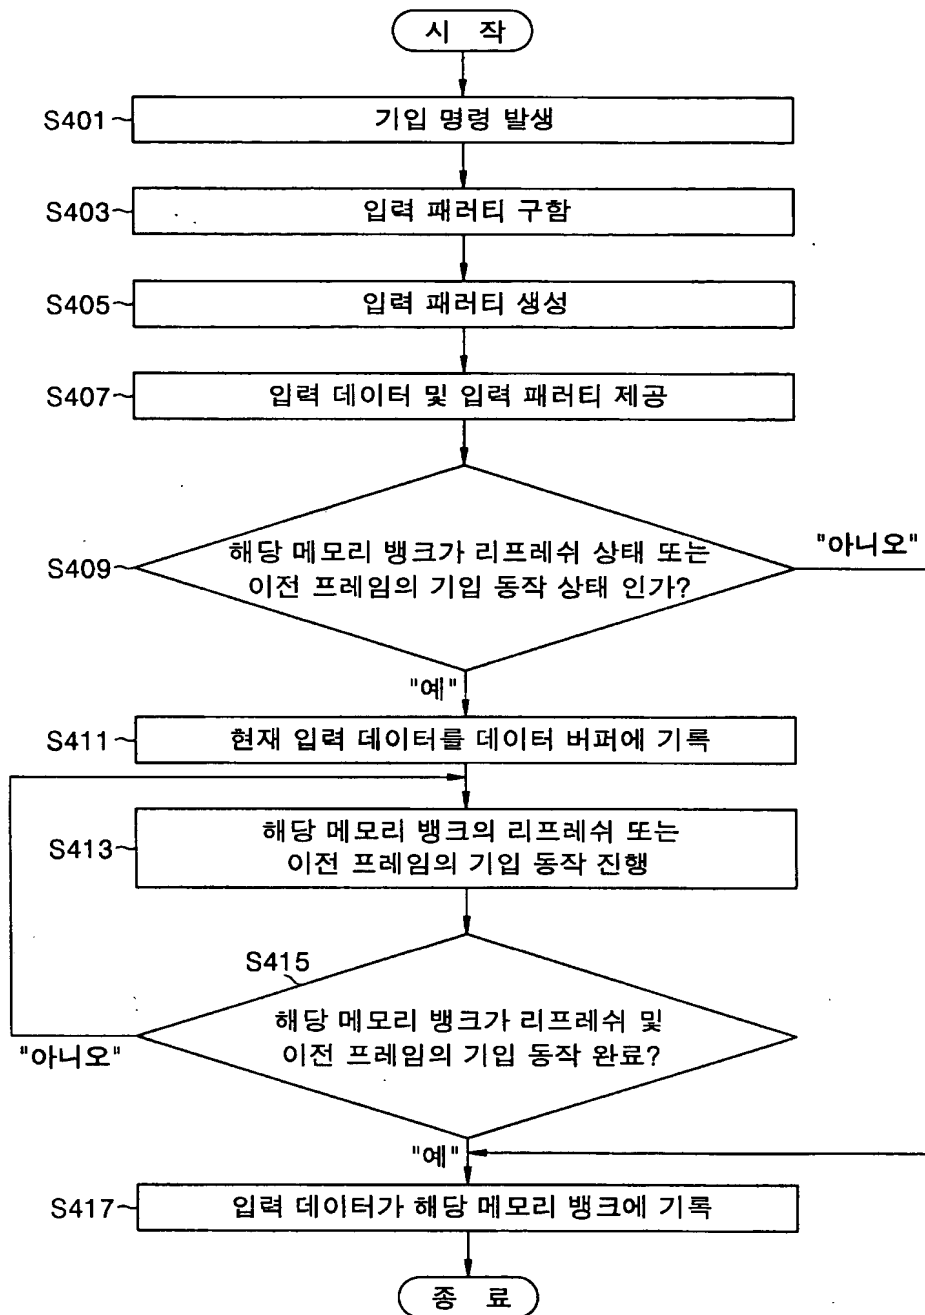 시 작
S401
기입 명령 발생
S403
입력 패러티 구함
S405
입력 패러티 생성
S407
입력 데이터 및 입력 패러티 제공
S409
해당 메모리 뱅크가 리프레쉬 상태 또는
이전 프레임의 기입 동작 상태 인가?
"아니오"
"예"
S411
현재 입력 데이터를 데이터 버퍼에 기록
S413
해당 메모리 뱅크의 리프레쉬 또는
이전 프레임의 기입 동작 진행
S415
해당 메모리 뱅크가 리프레쉬 및
이전 프레임의 기입 동작 완료?
"아니오"
"예"
S417
입력 데이터가 해당 메모리 뱅크에 기록
종 료